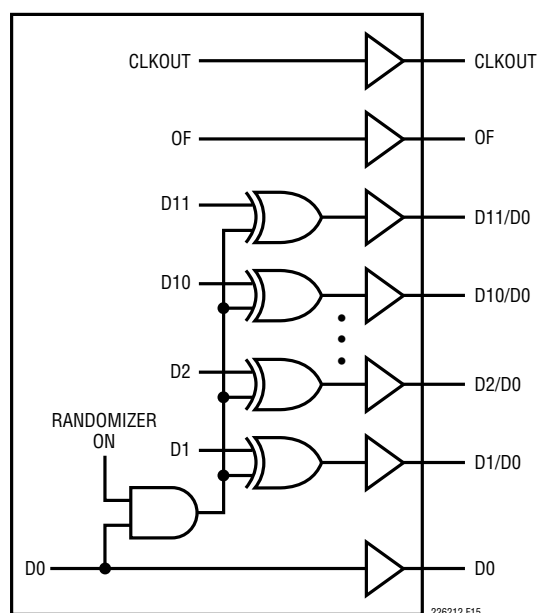 CLKOUT CLKOUT
OF OF
D11 D11/D0
D10 D10/D0
D2 D2/D0
RANDOMIZER
ON
D1 D1/D0
D0 D0
226212 F15